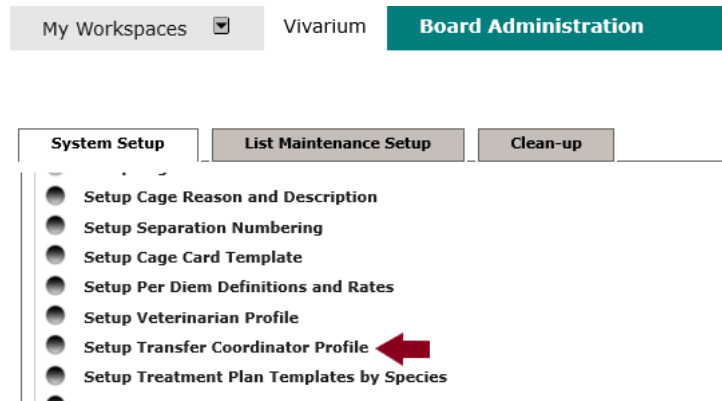 My Workspaces Vivarium Board Administration
System Setup List Maintenance Setup Clean-up
Setup Cage Reason and Description
Setup Separation Numbering
Setup Cage Card Template
Setup Per Diem Definitions and Rates
Setup Veterinarian Profile
Setup Transfer Coordinator Profile
Setup Treatment Plan Templates by Species